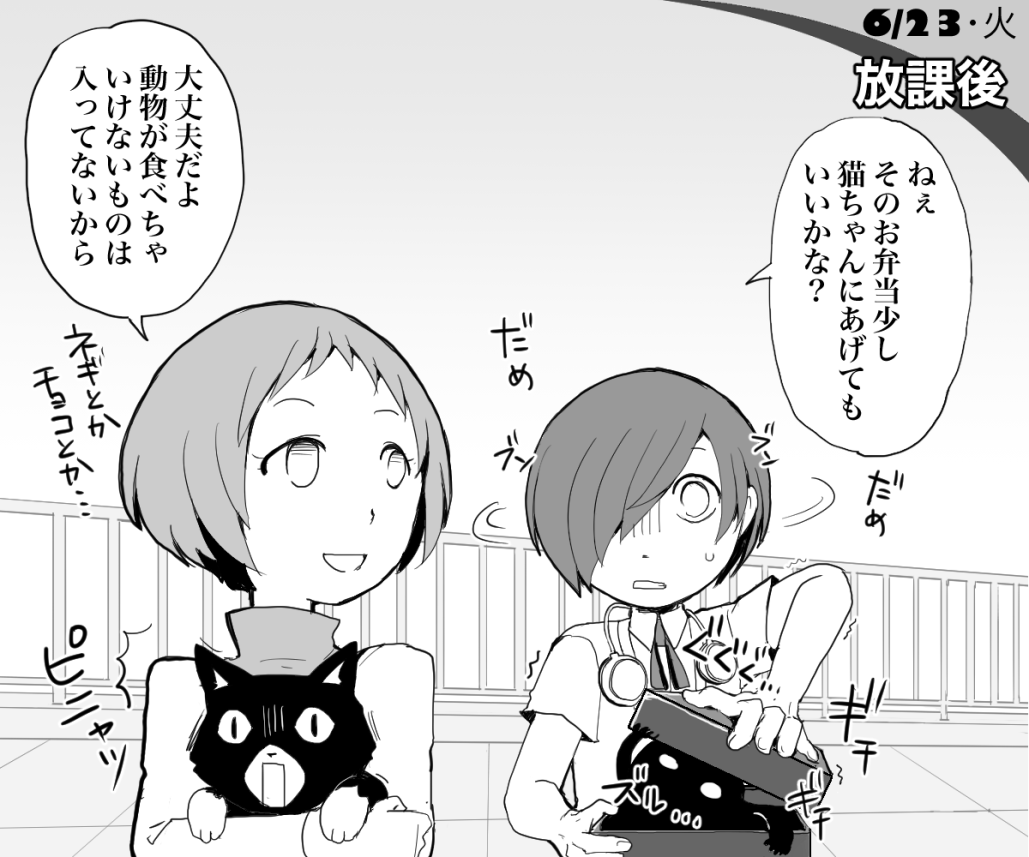 6/23・火
放課後
ねぇ
そのお弁当少し
猫ちゃんにあげても
いいかな？
大丈夫だよ
動物が食べちゃ
いけないものは
入ってないから
ネギとか
チョコとか…
だめ
ブン
ブン
だめ
ピニャッ
ぐぐぐ
ギチ
ギチ
ズル…